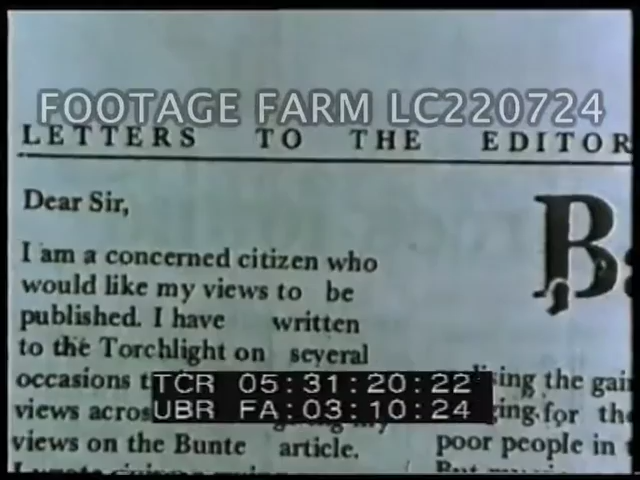 FOOTAGE FARM LC220724
LETTERS TO THE EDITOR
Dear Sir,
I am a concerned citizen who
would like my views to be
published. I have written
to the Torchlight on several
occasions
views
views on the Bunte article.
B
the
for the
poor people in
TCR 05:31:20:22
UBR FA:03:10:24